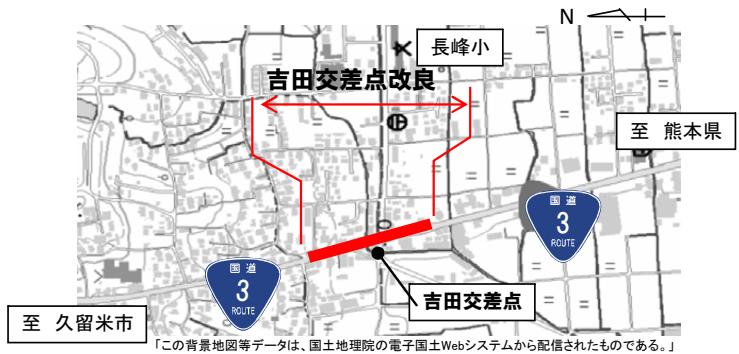 N
長峰小
吉田交差点改良
至 熊本県
国道
3
ROUTE
国道
3
ROUTE
吉田交差点
至 久留米市
「この背景地図等データは、国土地理院の電子国土Webシステムから配信されたものである。」